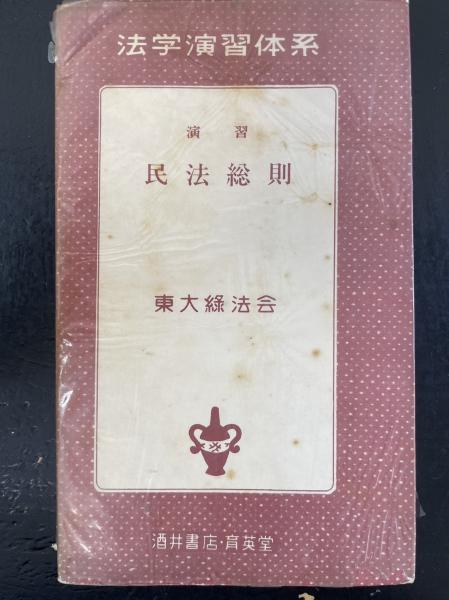 法学演習体系
演習
民法総則
東大緑法会
酒井書店・育英堂